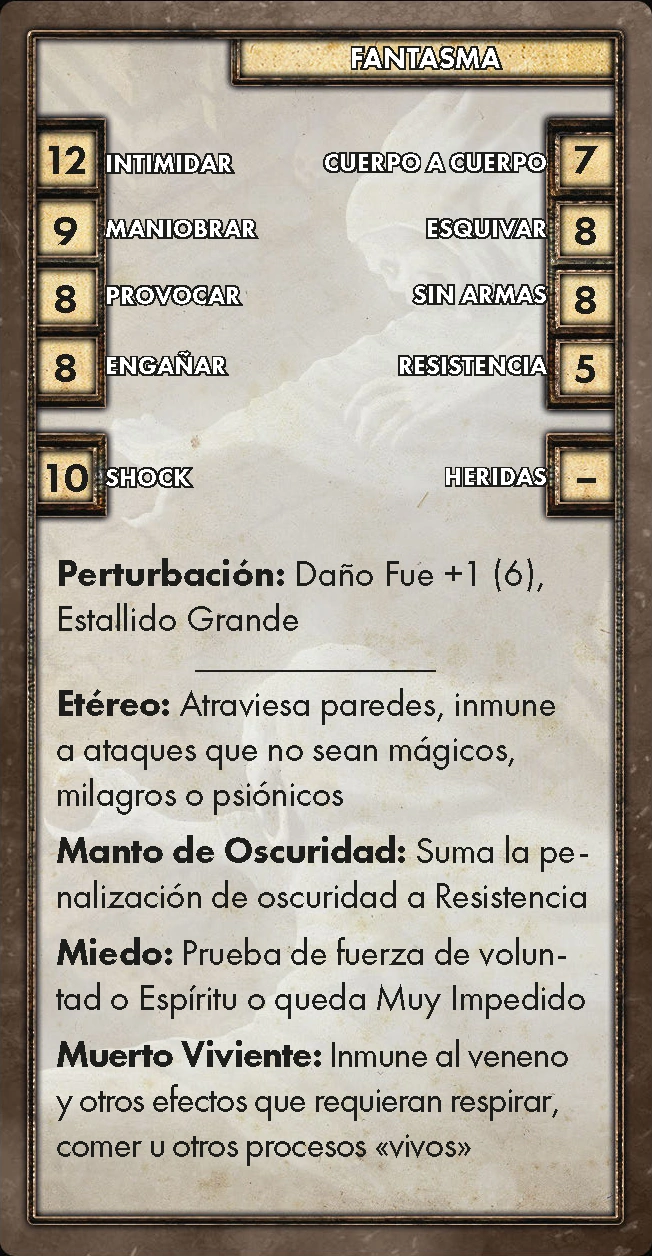 FANTASMA
12 INTIMIDAR CUERPO A CUERPO 7
9 MANIOBRAR ESQUIVAR 8
8 PROVOCAR SIN ARMAS 8
8 ENGAÑAR RESISTENCIA 5
10 SHOCK HERIDAS –
Perturbación: Daño Fue +1 (6),
Estallido Grande
Etéreo: Atraviesa paredes, inmune
a ataques que no sean mágicos,
milagros o psiónicos
Manto de Oscuridad: Suma la pe-
nalización de oscuridad a Resistencia
Miedo: Prueba de fuerza de volun-
tad o Espíritu o queda Muy Impedido
Muerto Viviente: Inmune al veneno
y otros efectos que requieran respirar,
comer u otros procesos «vivos»